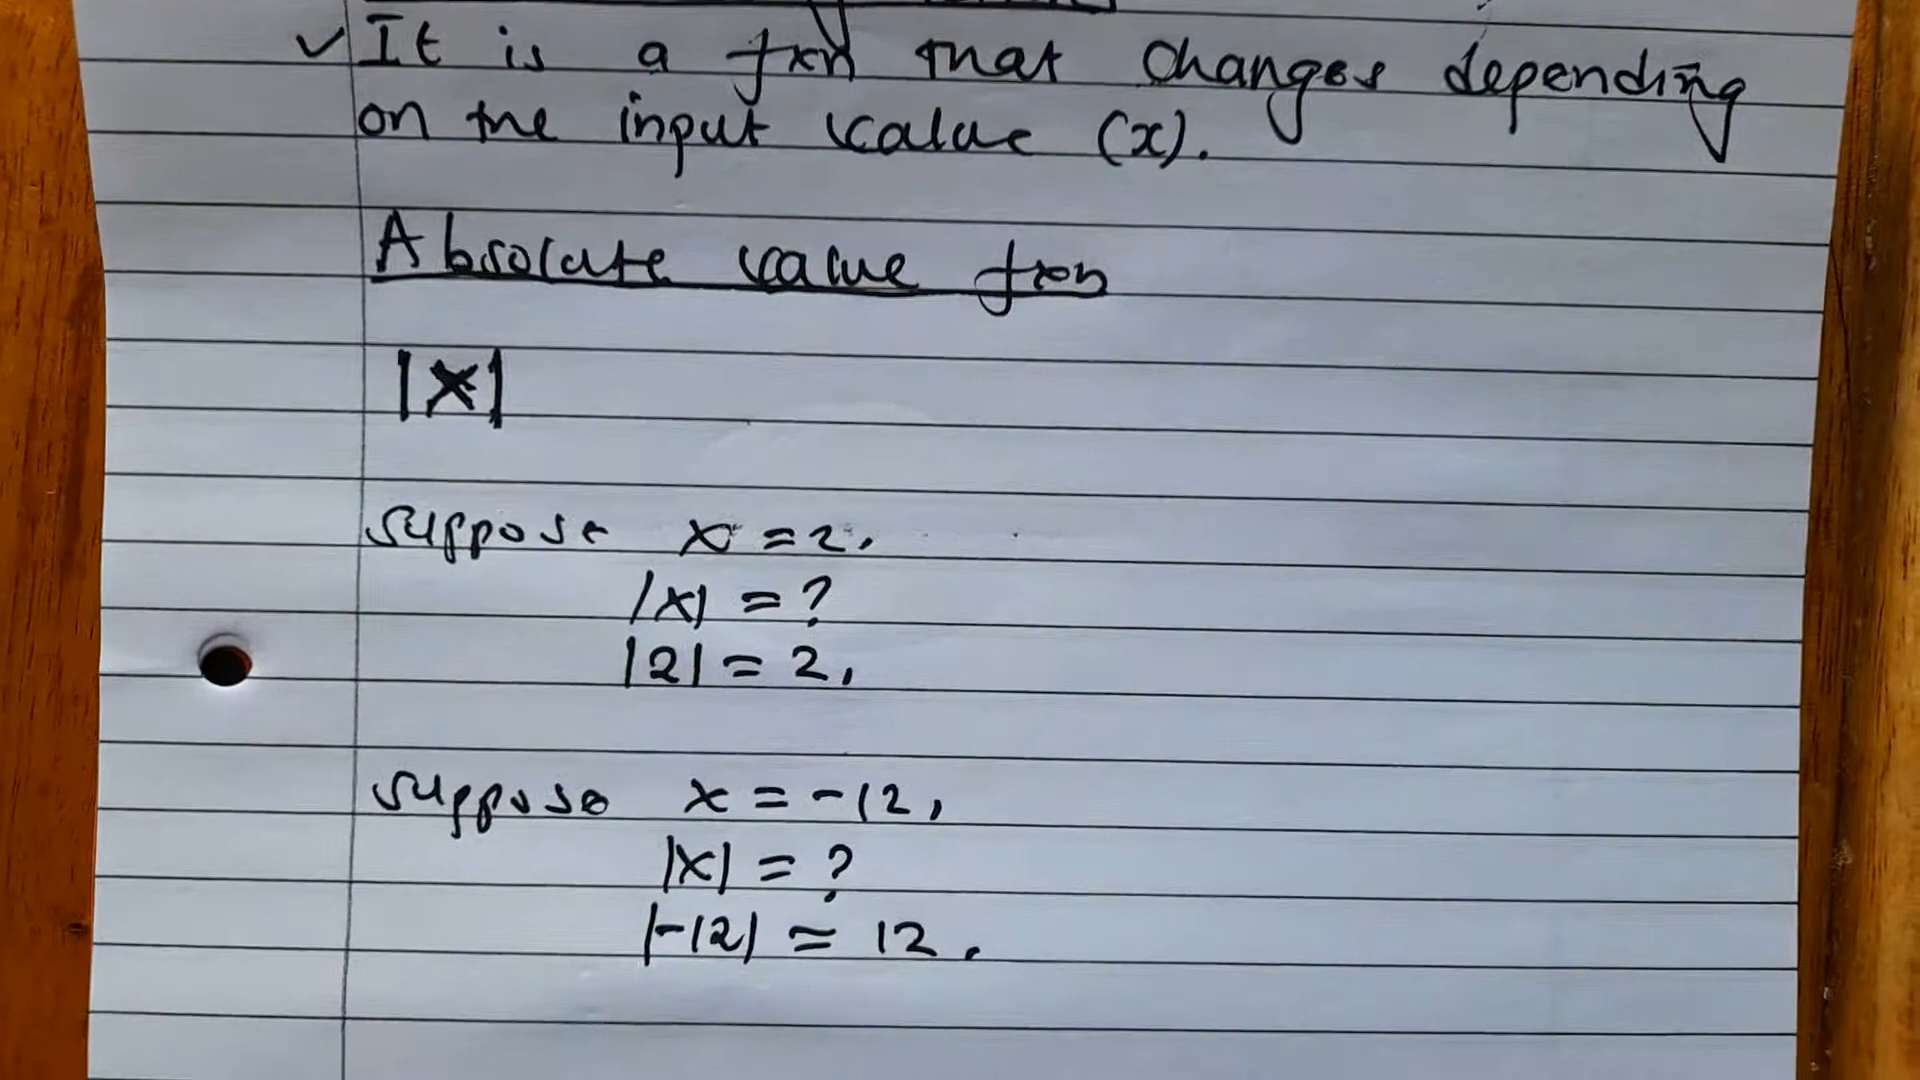 ✓ It is a fxn that changes depending
on the input value (x).
Absolute value fxn
|x|
suppose x = 2.
|x| = ?
|2| = 2,
suppose x = -12,
|x| = ?
|-12| = 12.